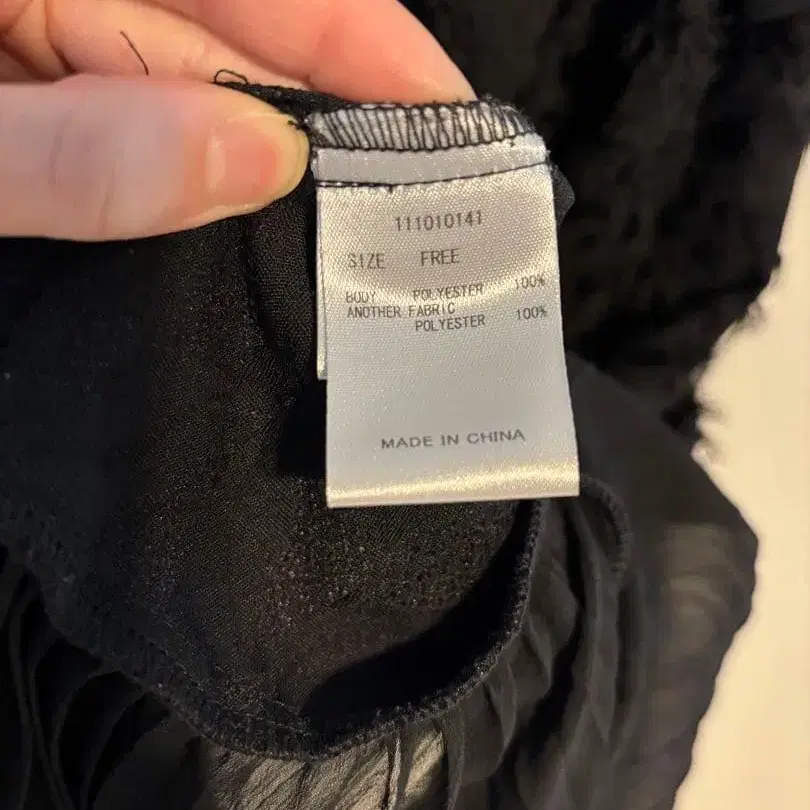 111010141
SIZE FREE
BODY POLYESTER 100%
ANOTHER FABRIC
POLYESTER 100%
MADE IN CHINA